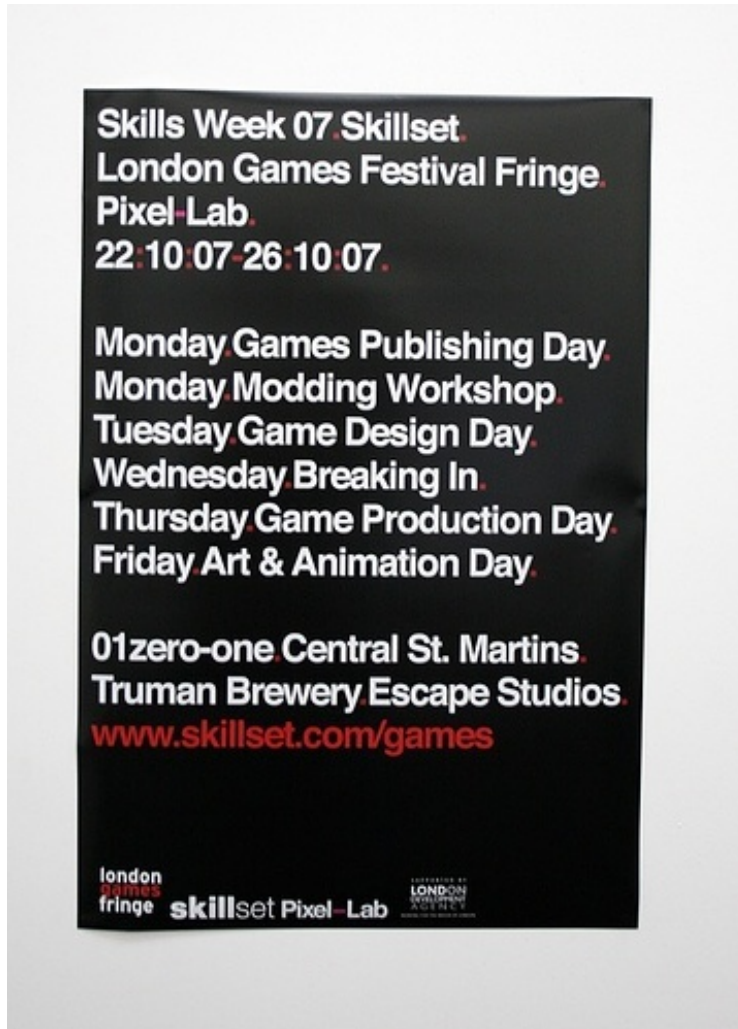 Skills Week 07.Skillset.
London Games Festival Fringe.
Pixel-Lab.
22:10:07-26:10:07.
Monday.Games Publishing Day.
Monday.Modding Workshop.
Tuesday.Game Design Day.
Wednesday.Breaking In.
Thursday.Game Production Day.
Friday.Art & Animation Day.
01zero-one.Central St. Martins.
Truman Brewery.Escape Studios.
www.skillset.com/games
london
games
fringe
skillset
Pixel-Lab
SUPPORTED BY
LONDON
DEVELOPMENT
AGENCY